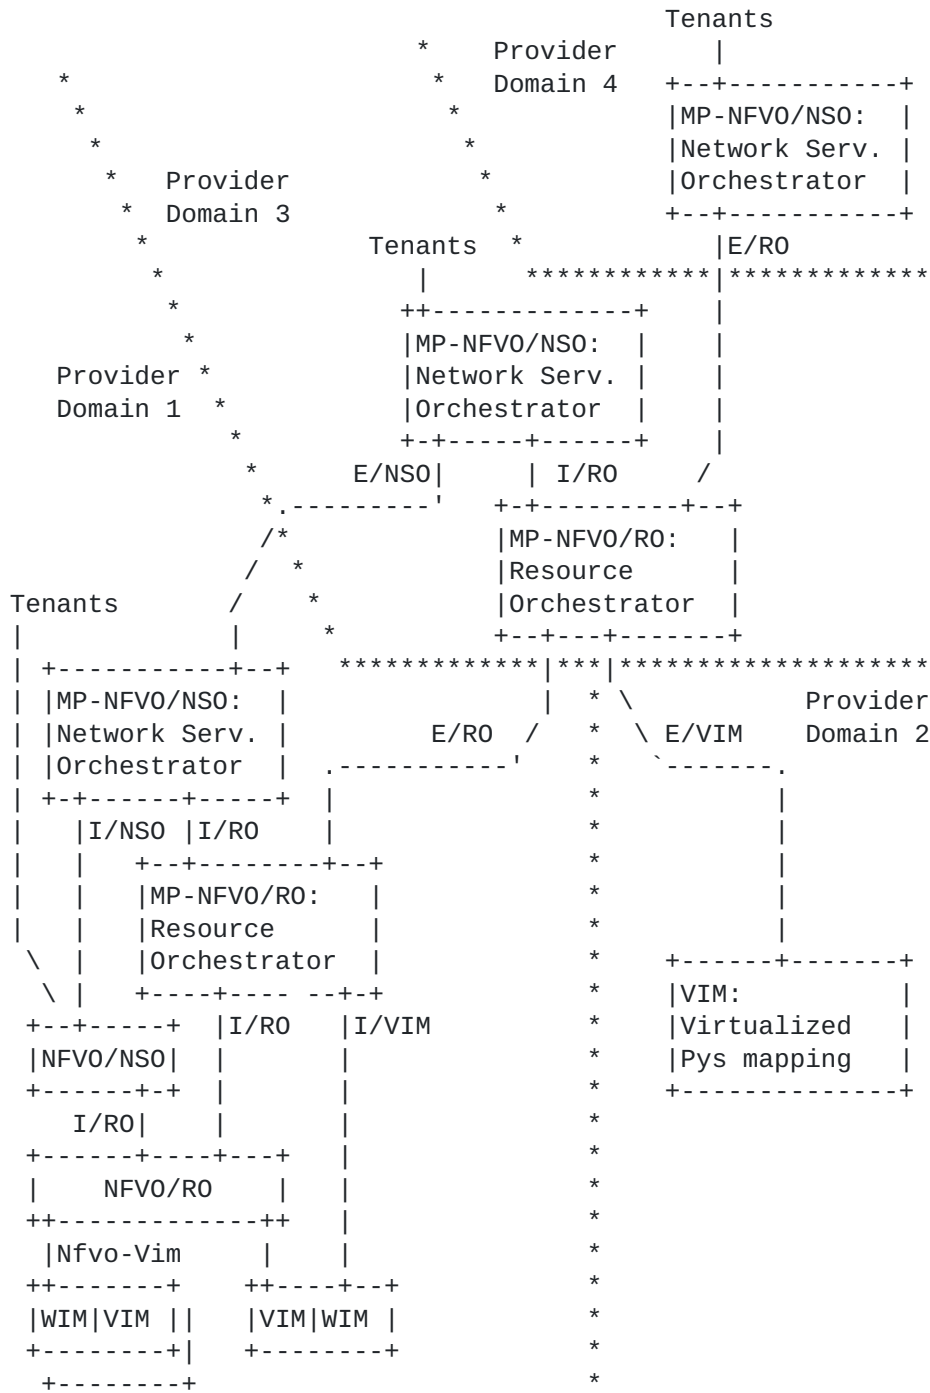 Tenants
                          *    Provider      |
   *                       *   Domain 4   +--+-----------+
    *                       *             |MP-NFVO/NSO:  |
     *                       *            |Network Serv. |
      *   Provider            *           |Orchestrator  |
       *  Domain 3             *          +--+-----------+
        *              Tenants  *            |E/RO
         *                |      ************|*************
          *              ++-------------+    |
           *             |MP-NFVO/NSO:  |    |
   Provider *            |Network Serv. |    |
   Domain 1  *           |Orchestrator  |    |
              *          +-+-----+------+    |
               *      E/NSO|     | I/RO     /
                *.---------'   +-+---------+--+
                /*             |MP-NFVO/RO:   |
               /  *            |Resource      |
Tenants       /    *           |Orchestrator  |
|             |     *          +--+---+-------+
| +-----------+--+   *************|***|********************
| |MP-NFVO/NSO:  |                |  * \           Provider
| |Network Serv. |         E/RO  /   *  \ E/VIM    Domain 2
| |Orchestrator  |  .-----------'    *   `-------.
| +-+------+-----+  |                *           |
|   |I/NSO |I/RO    |                *           |
|   |   +--+--------+--+             *           |
|   |   |MP-NFVO/RO:   |             *           |
|   |   |Resource      |             *           |
 \  |   |Orchestrator  |             *    +------+-------+
  \ |   +----+---- --+-+             *    |VIM:          |
 +--+-----+  |I/RO   |I/VIM          *    |Virtualized   |
 |NFVO/NSO|  |       |               *    |Pys mapping   |
 +------+-+  |       |               *    +--------------+
    I/RO|    |       |               *
 +------+----+---+   |               *
 |    NFVO/RO    |   |               *
 ++-------------++   |               *
  |Nfvo-Vim     |    |               *
 ++-------+    ++----+--+            *
 |WIM|VIM ||   |VIM|WIM |            *
 +--------+|   +--------+            *
  +--------+                         *